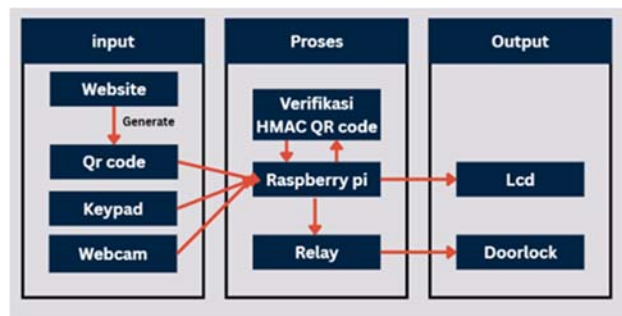 input
Proses
Output
Website
Generate
Qr code
Keypad
Webcam
Verifikasi
HMAC QR code
Raspberry pi
Relay
Lcd
Doorlock